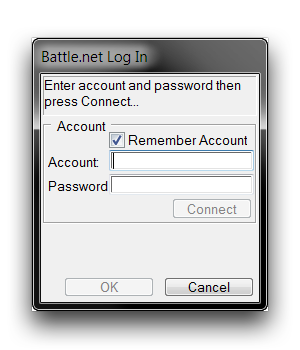 Battle.net Log In
Enter account and password then
press Connect...
Account
Remember Account
Account:
Password
Connect
OK
Cancel